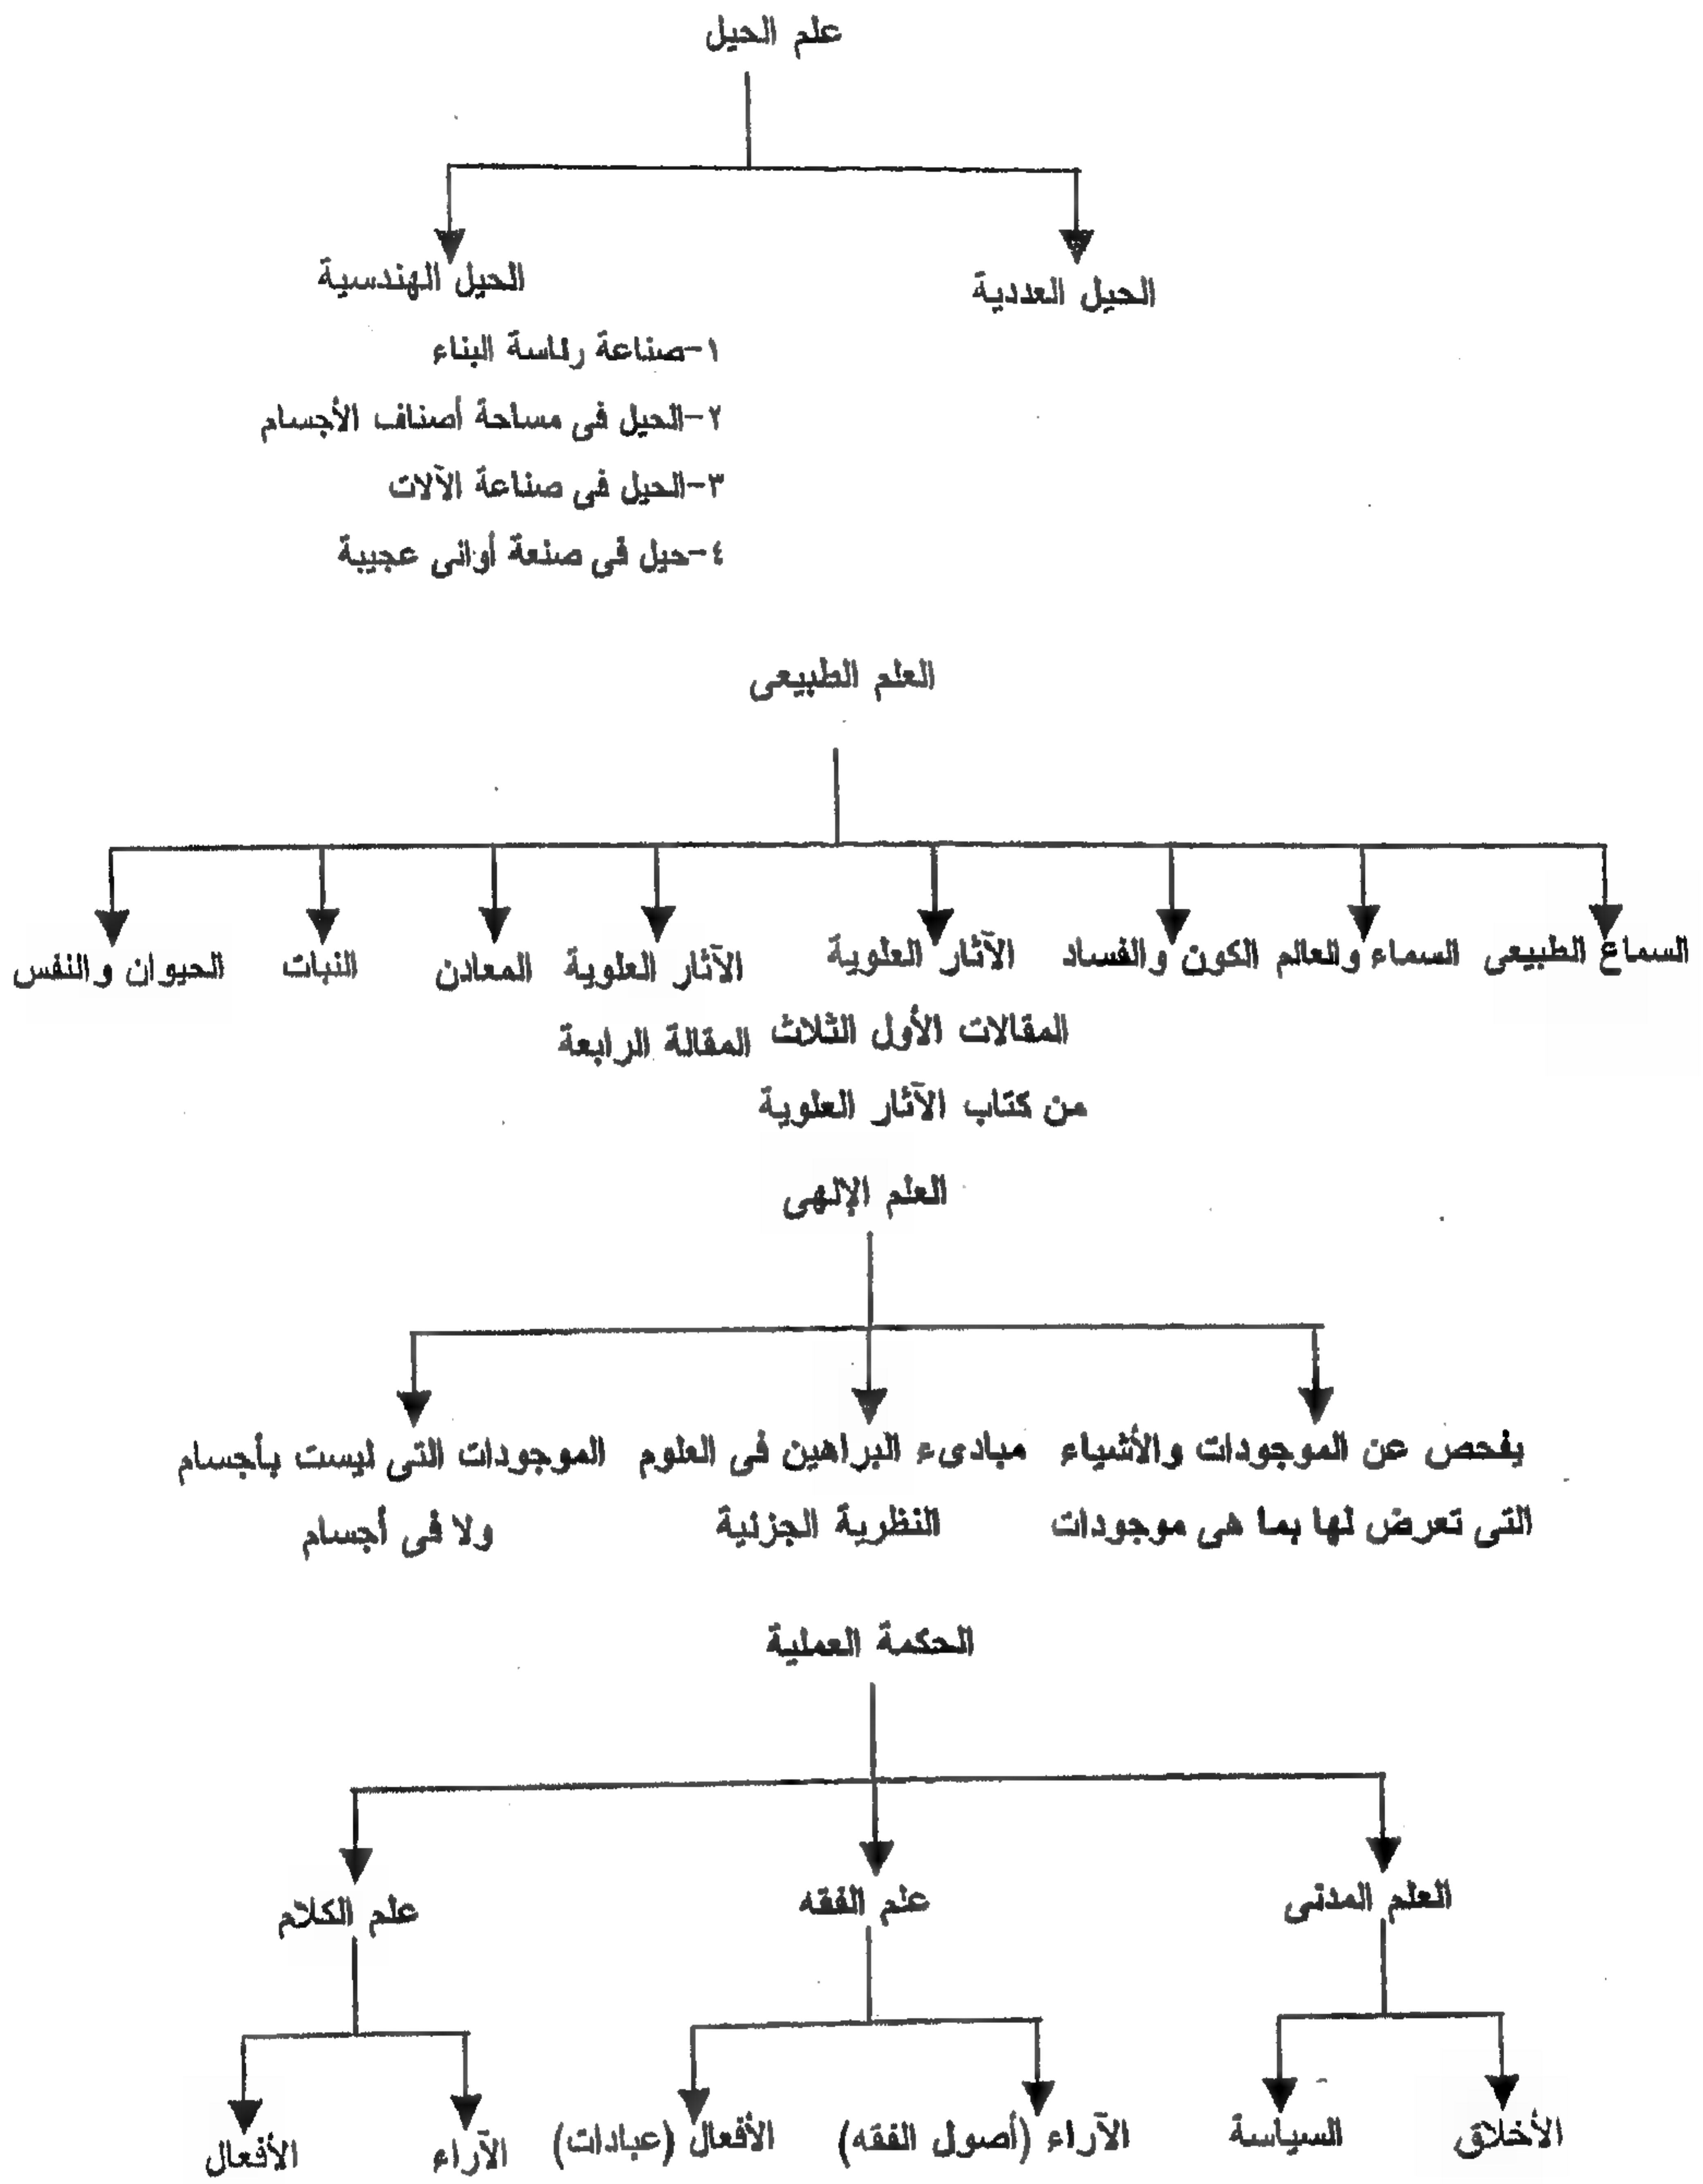 علم الحيل
الحيل العددية
الحيل الهندسية
١-صناعة رئاسة البناء
٢-الحيل فى مساحة أصناف الأجسام
٣-الحيل فى صناعة الآلات
٤-حيل فى صنعة أوانى عجيبة
العلم الطبيعى
السماع الطبيعى السماء والعالم الكون والفساد الآثار العلوية الآثار العلوية المعادن النبات الحيوان والنفس
المقالات الأول الثلاث المقالة الرابعة
من كتاب الآثار العلوية
العلم الإلهى
يفحص عن الموجودات والأشياء مبادىء البراهين فى العلوم الموجودات التى ليست بأجسام
التى تعرض لها بما هى موجودات النظرية الجزئية ولا فى أجسام
الحكمة العملية
العلم المدنى علم الفقه علم الكلام
الأخلاق السياسة الآراء (أصول الفقه) الأفعال (عبادات) الآراء الأفعال